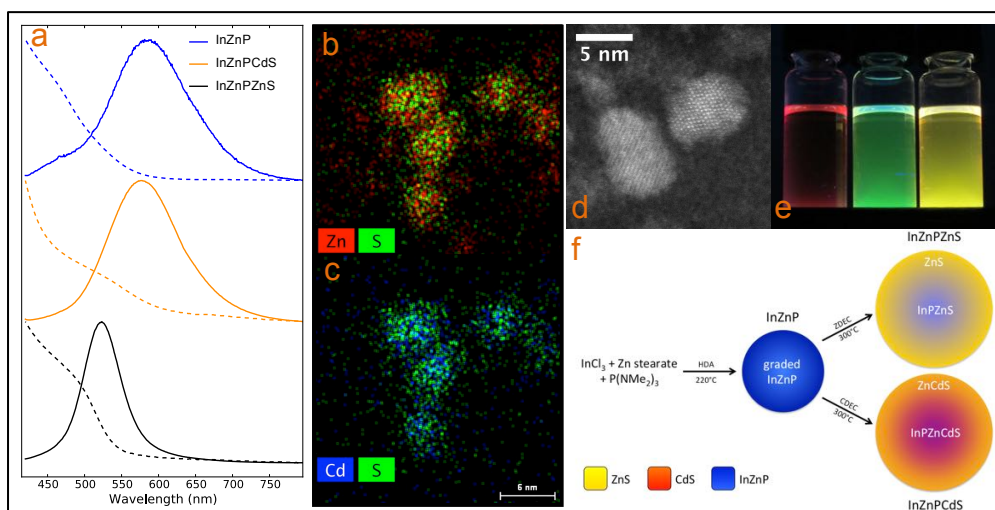 a
InZnP
InZnPCdS
InZnPZnS
450 500 550 600 650 700 750
Wavelength (nm)
b
Zn S
c
Cd S
6 nm
5 nm
d
e
f
InZnPZnS
ZnS
InPZnS
InZnP
ZDEC
300°C
InCl3 + Zn stearate
+ P(NMe2)3
HDA
220°C
graded
InZnP
CDEC
300°C
ZnCdS
InPZnCdS
ZnS CdS InZnP
InZnPCdS